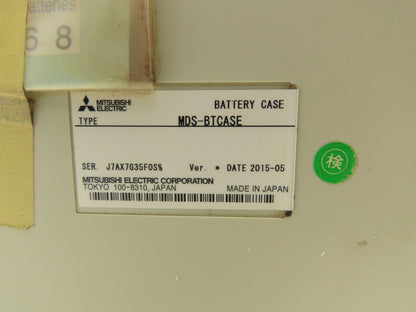 atteries
6 8
MITSUBISHI
ELECTRIC
BATTERY CASE
TYPE MDS-BTCASE
SER. J7AX7G35F0S% Ver. * DATE 2015-05
MITSUBISHI ELECTRIC CORPORATION
TOKYO 100-8310, JAPAN MADE IN JAPAN
検